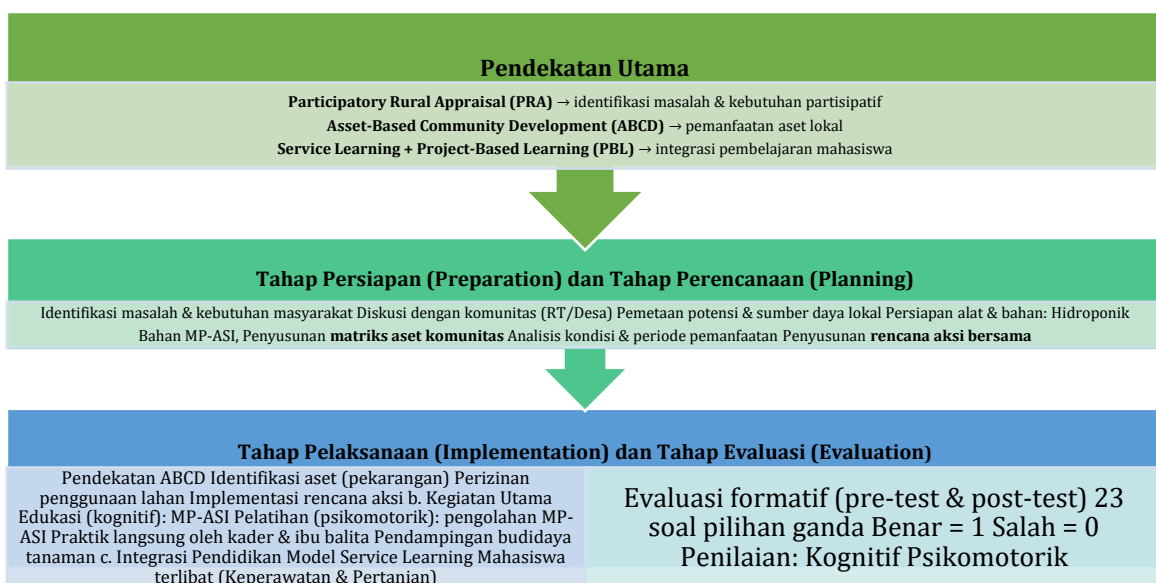 Pendekatan Utama
Participatory Rural Appraisal (PRA) → identifikasi masalah & kebutuhan partisipatif
Asset-Based Community Development (ABCD) → pemanfaatan aset lokal
Service Learning + Project-Based Learning (PBL) → integrasi pembelajaran mahasiswa
Tahap Persiapan (Preparation) dan Tahap Perencanaan (Planning)
Identifikasi masalah & kebutuhan masyarakat Diskusi dengan komunitas (RT/Desa) Pemetaan potensi & sumber daya lokal Persiapan alat & bahan: Hidroponik
Bahan MP-ASI, Penyusunan matriks aset komunitas Analisis kondisi & periode pemanfaatan Penyusunan rencana aksi bersama
Tahap Pelaksanaan (Implementation) dan Tahap Evaluasi (Evaluation)
Pendekatan ABCD Identifikasi aset (pekarangan) Perizinan
penggunaan lahan Implementasi rencana aksi b. Kegiatan Utama
Edukasi (kognitif): MP-ASI Pelatihan (psikomotorik): pengolahan MP-
ASI Praktik langsung oleh kader & ibu balita Pendampingan budidaya
tanaman c. Integrasi Pendidikan Model Service Learning Mahasiswa
terlibat (Keperawatan & Pertanian)
Evaluasi formatif (pre-test & post-test) 23
soal pilihan ganda Benar = 1 Salah = 0
Penilaian: Kognitif Psikomotorik